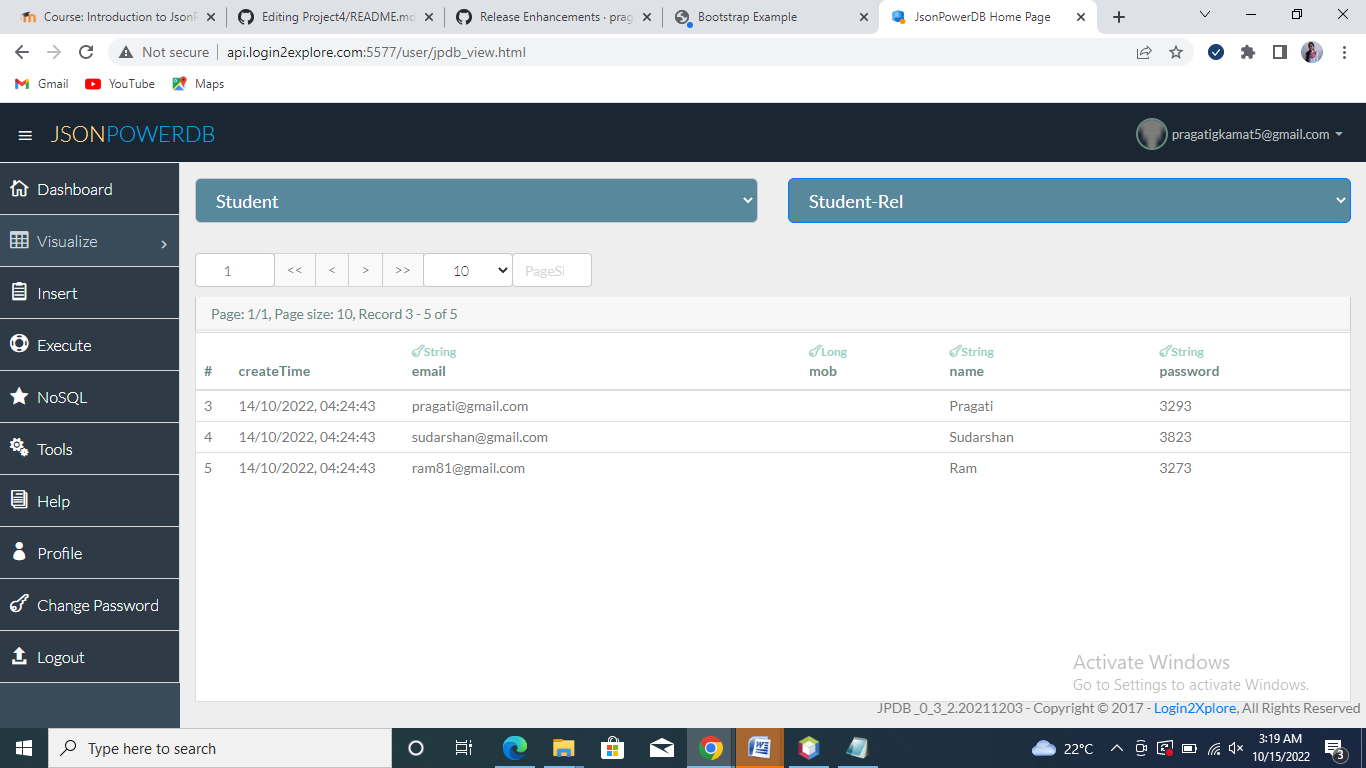 Course: Introduction to JsonP
Editing Project4/README.md
Release Enhancements · prag
Bootstrap Example
JsonPowerDB Home Page
Not secure
api.login2explore.com:5577/user/jpdb_view.html
Gmail
YouTube
Maps
JSONPOWERDB
pragatigkamat5@gmail.com
Dashboard
Visualize
Insert
Execute
NoSQL
Tools
Help
Profile
Change Password
Logout
Student
Student-Rel
1 << < > >> 10 PageSi
Page: 1/1, Page size: 10, Record 3 - 5 of 5
String Long String String
# createTime email mob name password
3 14/10/2022, 04:24:43 pragati@gmail.com Pragati 3293
4 14/10/2022, 04:24:43 sudarshan@gmail.com Sudarshan 3823
5 14/10/2022, 04:24:43 ram81@gmail.com Ram 3273
Activate Windows
Go to Settings to activate Windows.
JPDB_0_3_2.20211203 - Copyright © 2017 - Login2Xplore, All Rights Reserved
Type here to search
22°C
3:19 AM
10/15/2022
3